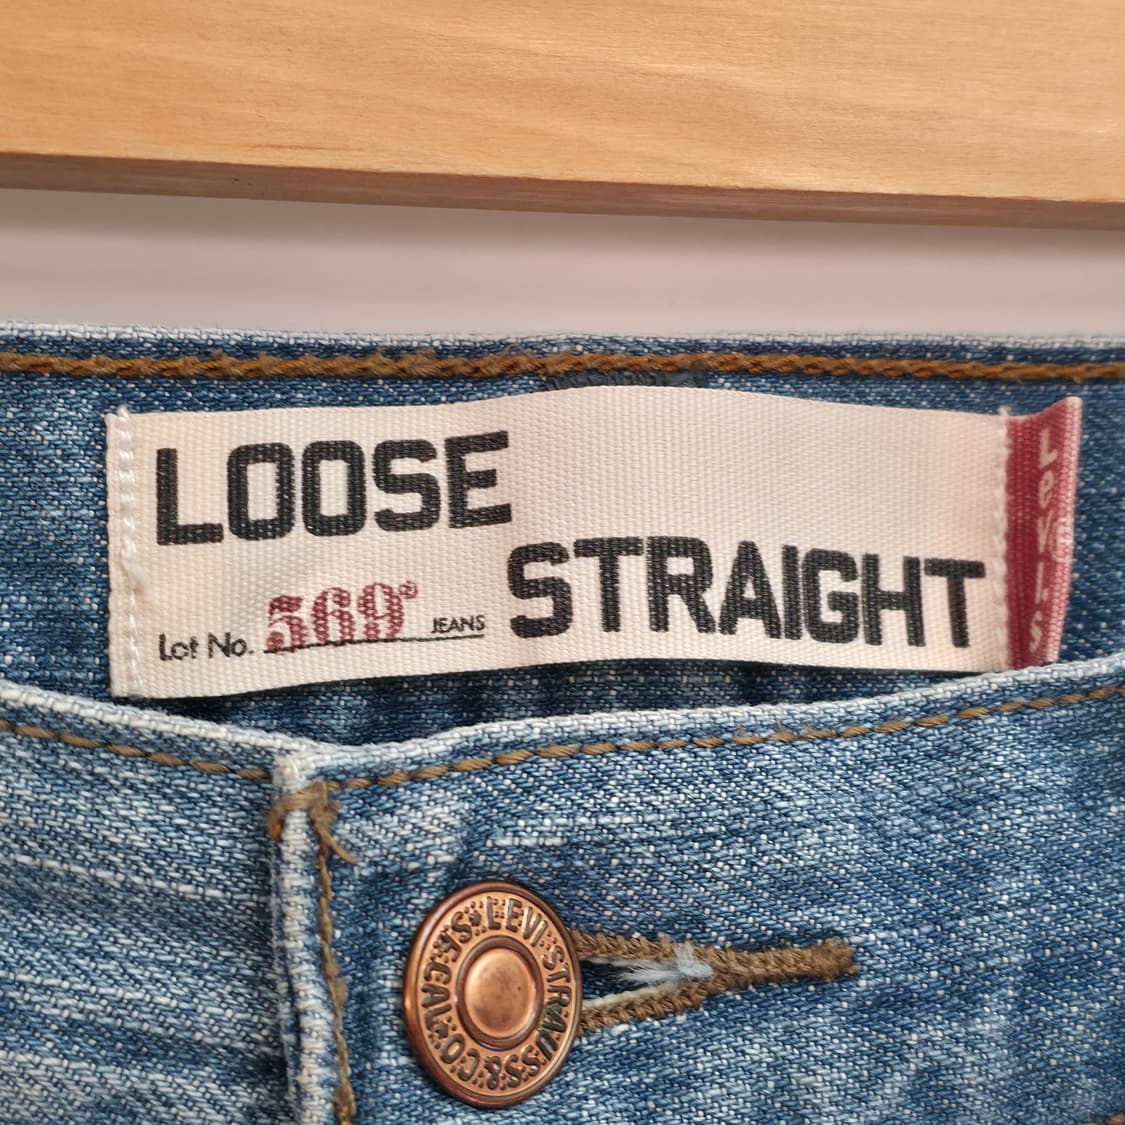 LOOSE
STRAIGHT
Lot No. 569® JEANS
Levi's
LEVI STRAUSS & CO. S.F. CAL.